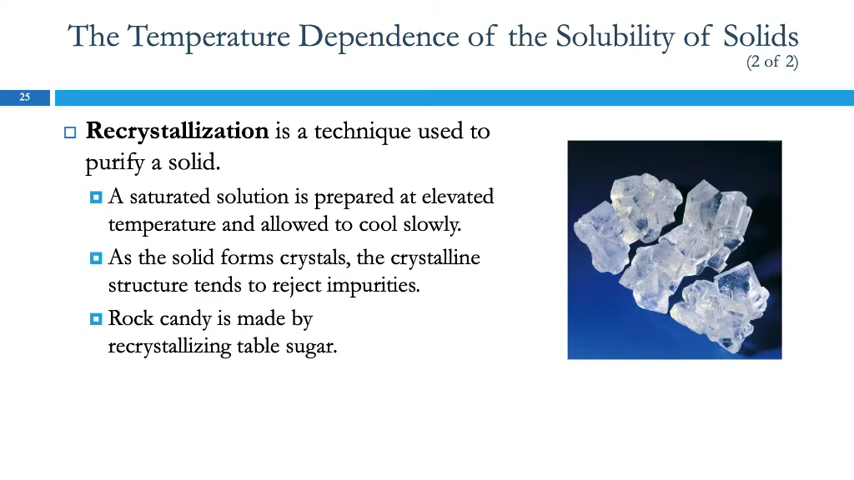 The Temperature Dependence of the Solubility of Solids
(2 of 2)
25
Recrystallization is a technique used to
purify a solid.
A saturated solution is prepared at elevated
temperature and allowed to cool slowly.
As the solid forms crystals, the crystalline
structure tends to reject impurities.
Rock candy is made by
recrystallizing table sugar.